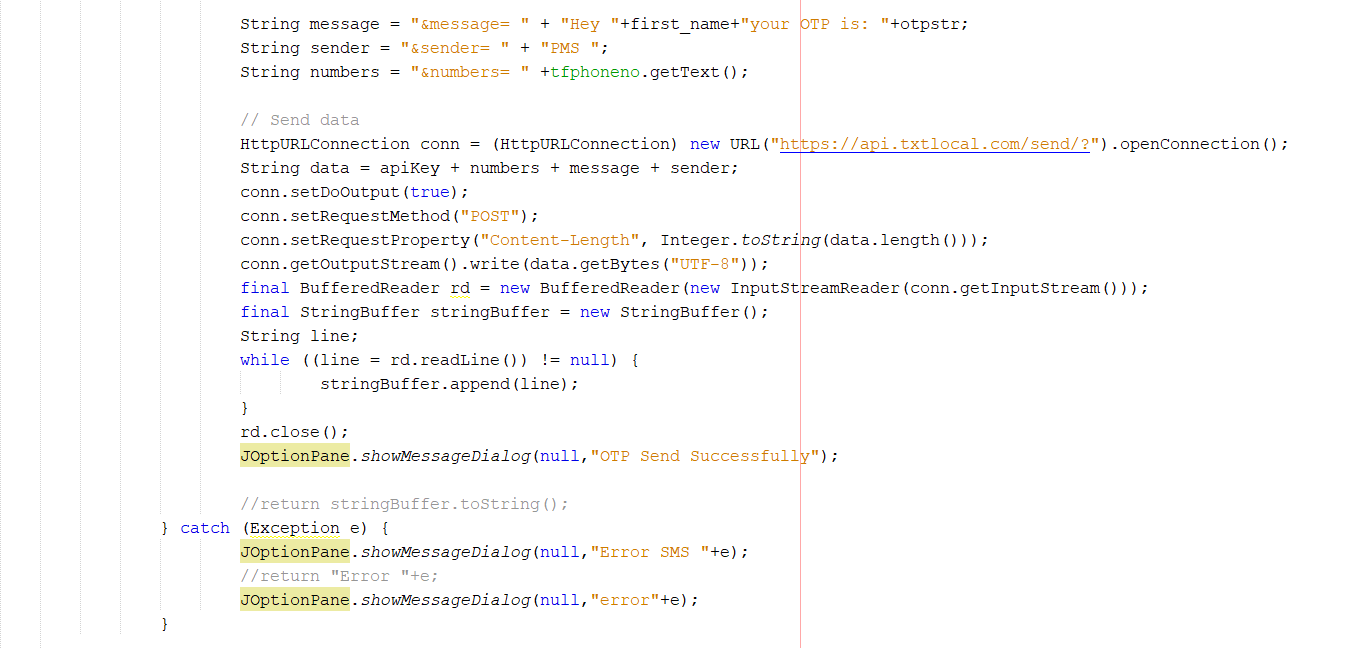 String message = "&message= " + "Hey "+first_name+"your OTP is: "+otpstr;
String sender = "&sender= " + "PMS ";
String numbers = "&numbers= " +tfphoneno.getText();
// Send data
HttpURLConnection conn = (HttpURLConnection) new URL("https://api.txtlocal.com/send/?").openConnection();
String data = apiKey + numbers + message + sender;
conn.setDoOutput(true);
conn.setRequestMethod("POST");
conn.setRequestProperty("Content-Length", Integer.toString(data.length()));
conn.getOutputStream().write(data.getBytes("UTF-8"));
final BufferedReader rd = new BufferedReader(new InputStreamReader(conn.getInputStream()));
final StringBuffer stringBuffer = new StringBuffer();
String line;
while ((line = rd.readLine()) != null) {
stringBuffer.append(line);
}
rd.close();
JOptionPane.showMessageDialog(null,"OTP Send Successfully");
//return stringBuffer.toString();
} catch (Exception e) {
JOptionPane.showMessageDialog(null,"Error SMS "+e);
//return "Error "+e;
JOptionPane.showMessageDialog(null,"error"+e);
}